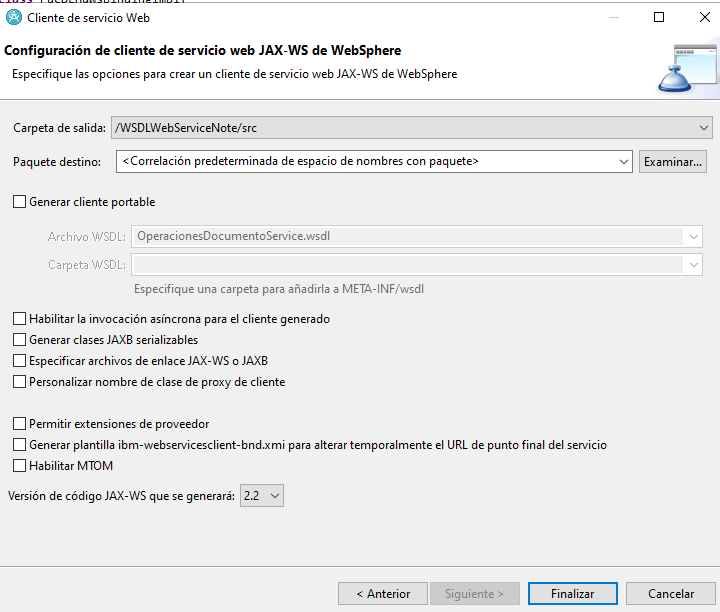 Cliente de servicio Web
Configuración de cliente de servicio web JAX-WS de WebSphere
Especifique las opciones para crear un cliente de servicio web JAX-WS de WebSphere
Carpeta de salida: /WSDLWebServiceNote/src
Paquete destino: <Correlación predeterminada de espacio de nombres con paquete> Examinar...
Generar cliente portable
Archivo WSDL: OperacionesDocumentoService.wsdl
Carpeta WSDL:
Especifique una carpeta para añadirla a META-INF/wsdl
Habilitar la invocación asíncrona para el cliente generado
Generar clases JAXB serializables
Especificar archivos de enlace JAX-WS o JAXB
Personalizar nombre de clase de proxy de cliente
Permitir extensiones de proveedor
Generar plantilla ibm-webservicesclient-bnd.xmi para alterar temporalmente el URL de punto final del servicio
Habilitar MTOM
Versión de código JAX-WS que se generará: 2.2
< Anterior Siguiente > Finalizar Cancelar